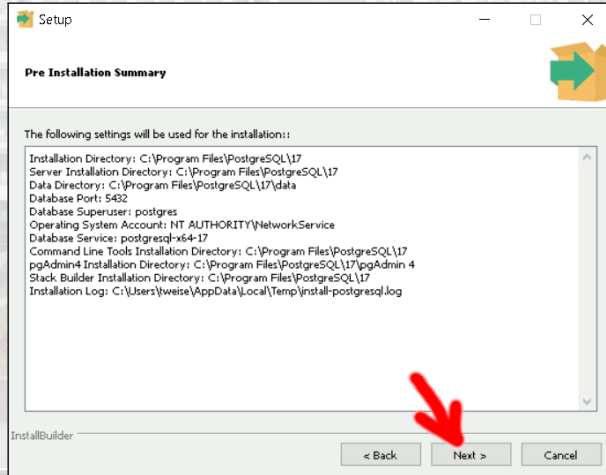 Setup
Pre Installation Summary
The following settings will be used for the installation::
Installation Directory: C:\Program Files\PostgreSQL\17
Server Installation Directory: C:\Program Files\PostgreSQL\17
Data Directory: C:\Program Files\PostgreSQL\17\data
Database Port: 5432
Database Superuser: postgres
Operating System Account: NT AUTHORITY\NetworkService
Database Service: postgresql-x64-17
Command Line Tools Installation Directory: C:\Program Files\PostgreSQL\17
pgAdmin4 Installation Directory: C:\Program Files\PostgreSQL\17\pgAdmin 4
Stack Builder Installation Directory: C:\Program Files\PostgreSQL\17
Installation Log: C:\Users\tweise\AppData\Local\Temp\install-postgresql.log
InstallBuilder
< Back Next > Cancel